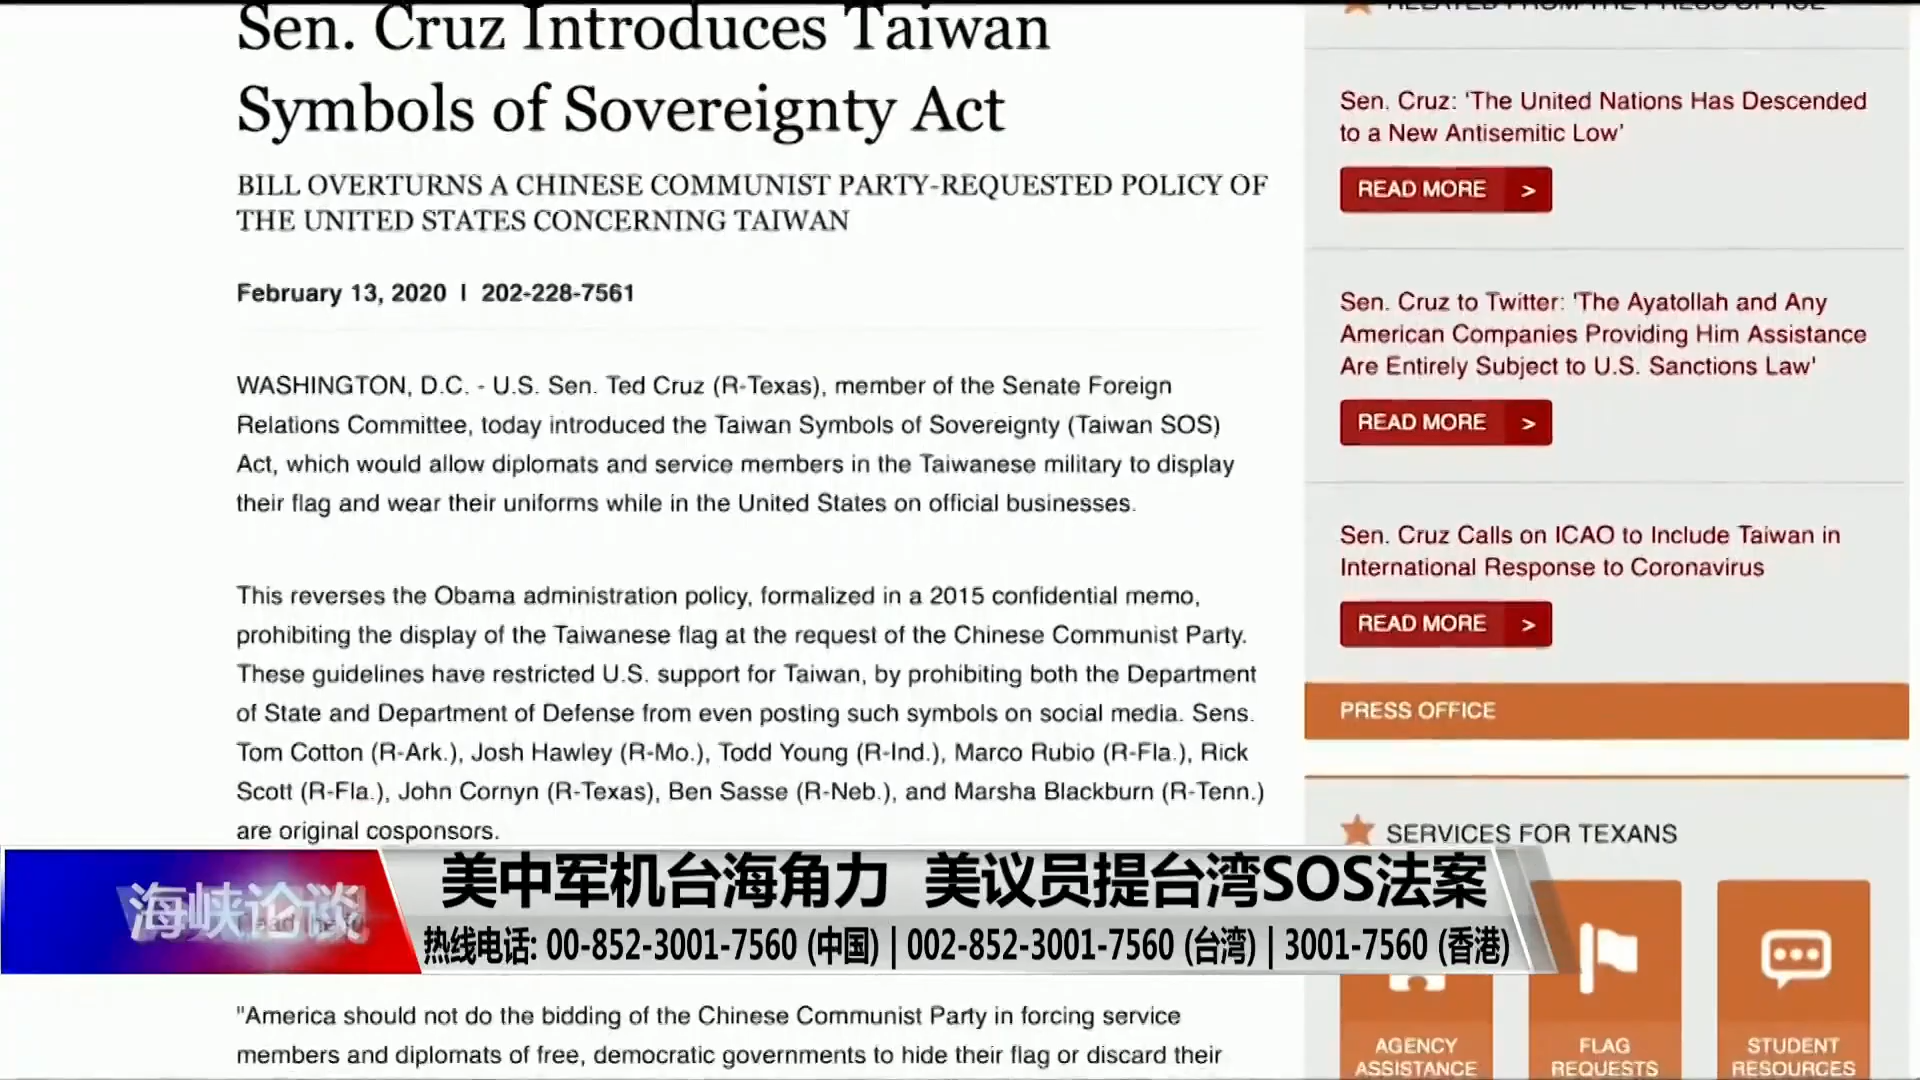 Sen. Cruz Introduces Taiwan
Symbols of Sovereignty Act
BILL OVERTURNS A CHINESE COMMUNIST PARTY-REQUESTED POLICY OF
THE UNITED STATES CONCERNING TAIWAN
February 13, 2020 | 202-228-7561
WASHINGTON, D.C. - U.S. Sen. Ted Cruz (R-Texas), member of the Senate Foreign
Relations Committee, today introduced the Taiwan Symbols of Sovereignty (Taiwan SOS)
Act, which would allow diplomats and service members in the Taiwanese military to display
their flag and wear their uniforms while in the United States on official businesses.
This reverses the Obama administration policy, formalized in a 2015 confidential memo,
prohibiting the display of the Taiwanese flag at the request of the Chinese Communist Party.
These guidelines have restricted U.S. support for Taiwan, by prohibiting both the Department
of State and Department of Defense from even posting such symbols on social media. Sens.
Tom Cotton (R-Ark.), Josh Hawley (R-Mo.), Todd Young (R-Ind.), Marco Rubio (R-Fla.), Rick
Scott (R-Fla.), John Cornyn (R-Texas), Ben Sasse (R-Neb.), and Marsha Blackburn (R-Tenn.)
are original cosponsors.
"America should not do the bidding of the Chinese Communist Party in forcing service
members and diplomats of free, democratic governments to hide their flag or discard their
RELATED FROM THE PRESS OFFICE
Sen. Cruz: 'The United Nations Has Descended
to a New Antisemitic Low'
READ MORE >
Sen. Cruz to Twitter: 'The Ayatollah and Any
American Companies Providing Him Assistance
Are Entirely Subject to U.S. Sanctions Law'
READ MORE >
Sen. Cruz Calls on ICAO to Include Taiwan in
International Response to Coronavirus
READ MORE >
PRESS OFFICE
SERVICES FOR TEXANS
AGENCY
ASSISTANCE
FLAG
REQUESTS
STUDENT
RESOURCES
海峡论谈
美中军机台海角力 美议员提台湾SOS法案
热线电话: 00-852-3001-7560 (中国) | 002-852-3001-7560 (台湾) | 3001-7560 (香港)